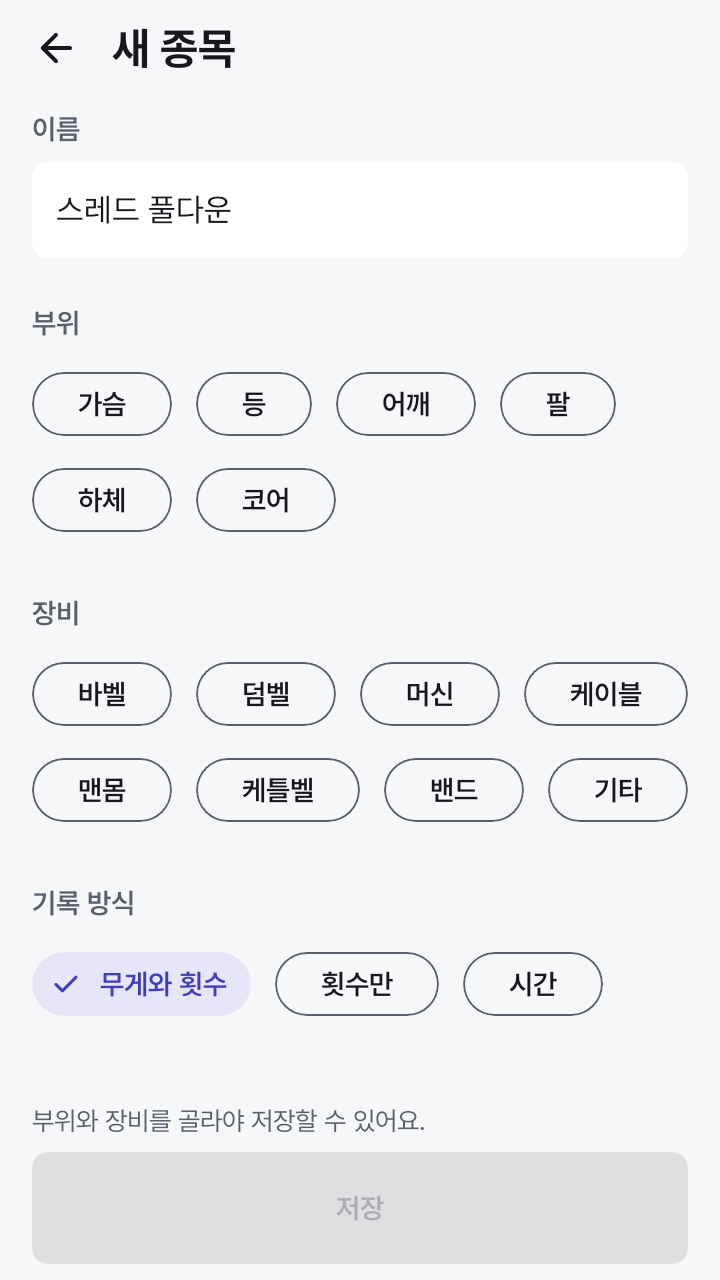 새 종목
이름
스레드 풀다운
부위
가슴 등 어깨 팔
하체 코어
장비
바벨 덤벨 머신 케이블
맨몸 케틀벨 밴드 기타
기록 방식
무게와 횟수 횟수만 시간
부위와 장비를 골라야 저장할 수 있어요.
저장